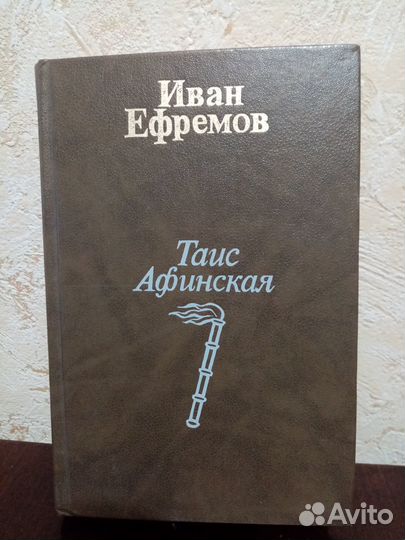 Иван
Ефремов
Таис
Афинская
Avito